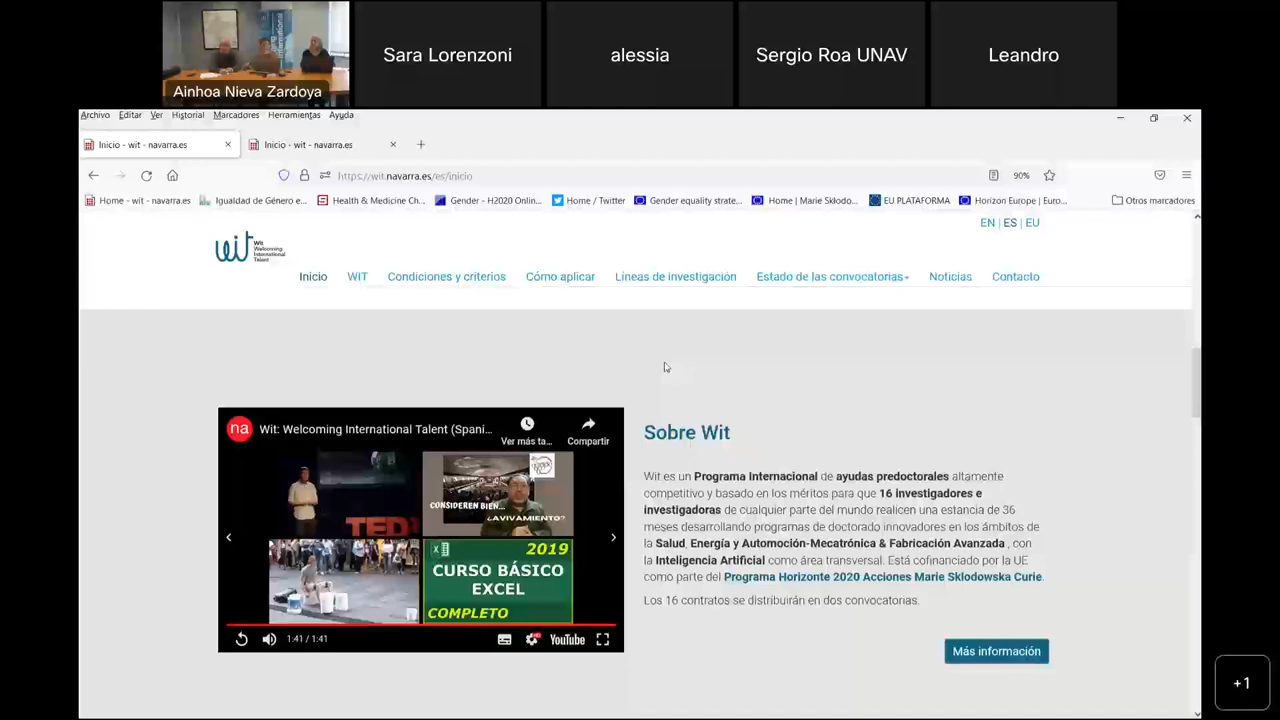 Ainhoa Nieva Zardoya
Sara Lorenzoni
alessia
Sergio Roa UNAV
Leandro
Archivo Editar Ver Historial Marcadores Herramientas Ayuda
Inicio - wit - navarra.es
Inicio - wit - navarra.es
https://wit.navarra.es/es/inicio
90%
Home - wit - navarra.es
Igualdad de Género e...
Health & Medicine Ch...
Gender - H2020 Onlin...
Home / Twitter
Gender equality strate...
Home | Marie Skłodo...
EU PLATAFORMA
Horizon Europe | Euro...
Otros marcadores
EN | ES | EU
wit
Wit
Welcoming
International
Talent
Inicio WIT Condiciones y criterios Cómo aplicar Líneas de investigación Estado de las convocatorias Noticias Contacto
na
Wit: Welcoming International Talent (Spani...
Ver más ta...
Compartir
TED
CONSIDEREN BIEN...
¿AVIVAMIENTO?
2019
CURSO BÁSICO
EXCEL
COMPLETO
1:41 / 1:41
YouTube
Sobre Wit
Wit es un Programa Internacional de ayudas predoctorales altamente
competitivo y basado en los méritos para que 16 investigadores e
investigadoras de cualquier parte del mundo realicen una estancia de 36
meses desarrollando programas de doctorado innovadores en los ámbitos de
la Salud, Energía y Automoción-Mecatrónica & Fabricación Avanzada , con
la Inteligencia Artificial como área transversal. Está cofinanciado por la UE
como parte del Programa Horizonte 2020 Acciones Marie Sklodowska Curie.
Los 16 contratos se distribuirán en dos convocatorias.
Más información
+1